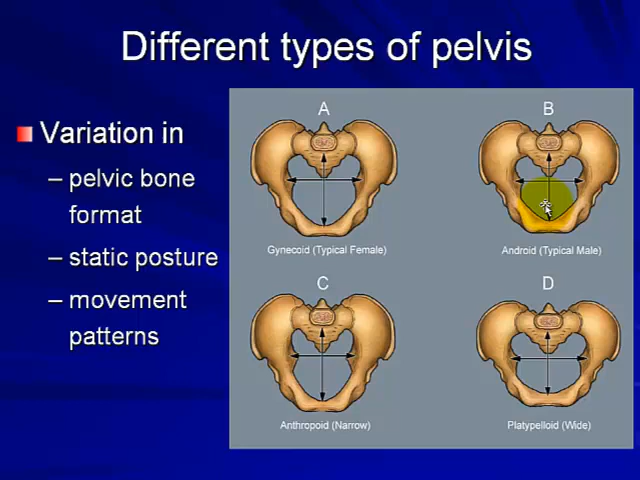 Different types of pelvis
Variation in
– pelvic bone
format
– static posture
– movement
patterns
A
B
Gynecoid (Typical Female)
Android (Typical Male)
C
D
Anthropoid (Narrow)
Platypelloid (Wide)